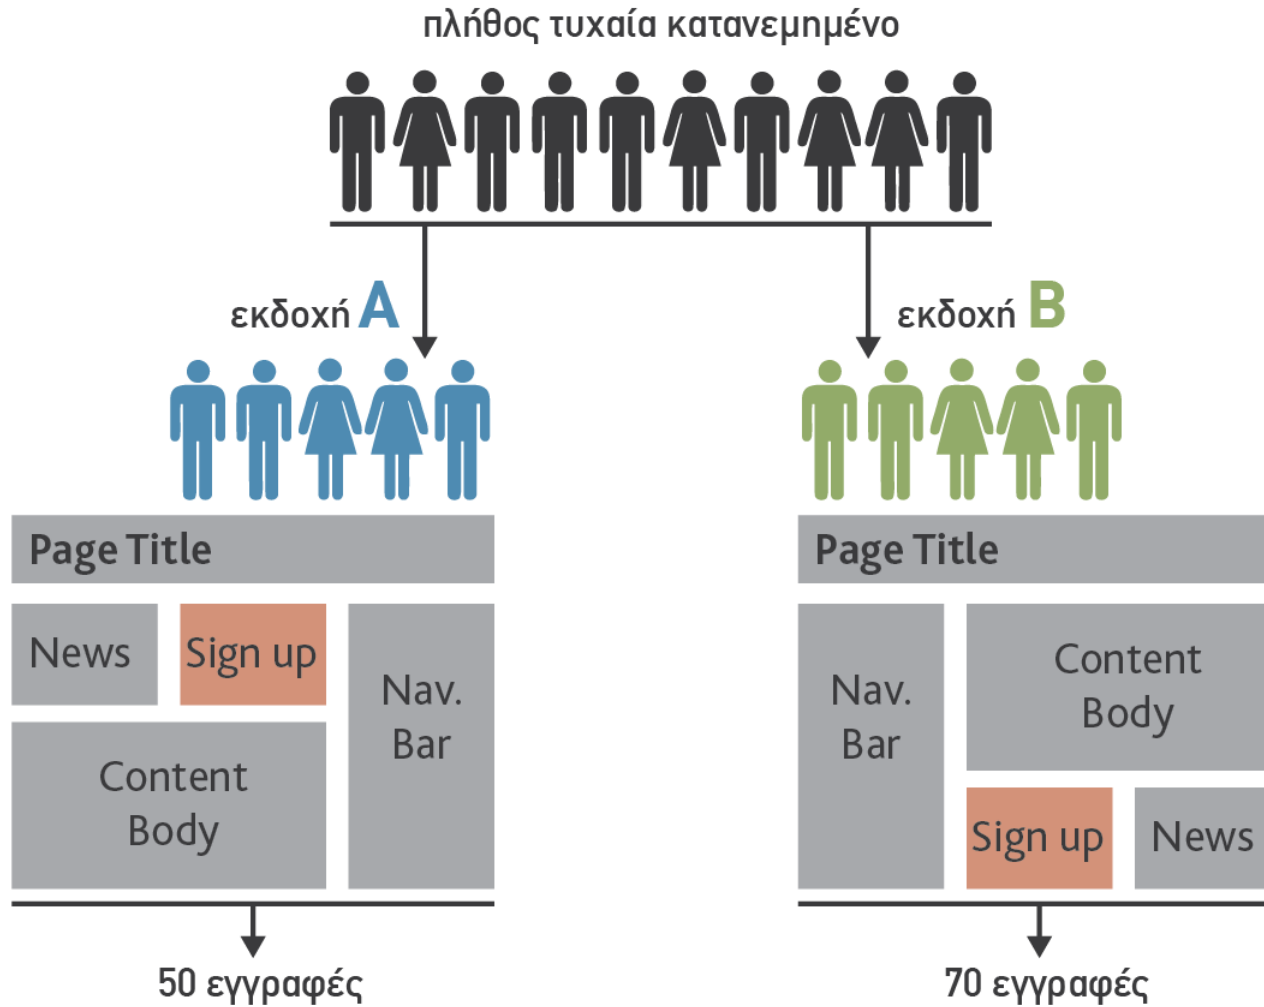 πλήθος τυχαία κατανεμημένο
εκδοχή A
εκδοχή B
Page Title
News
Sign up
Nav.
Bar
Content
Body
50 εγγραφές
Page Title
Nav.
Bar
Content
Body
Sign up
News
70 εγγραφές